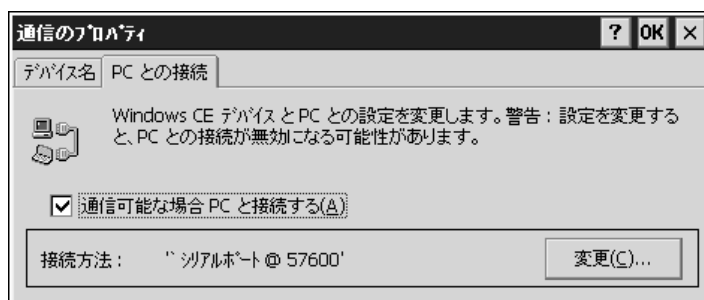 通信のﾌﾟﾛﾊﾟﾃｨ ? OK ×
ﾃﾞﾊﾞｲｽ名 PC との接続
Windows CE ﾃﾞﾊﾞｲｽと PC との設定を変更します。警告 : 設定を変更する
と、PC との接続が無効になる可能性があります。
通信可能な場合 PC と接続する(A)
接続方法 : `` ｼﾘｱﾙﾎﾟｰﾄ @ 57600' 変更(C)...